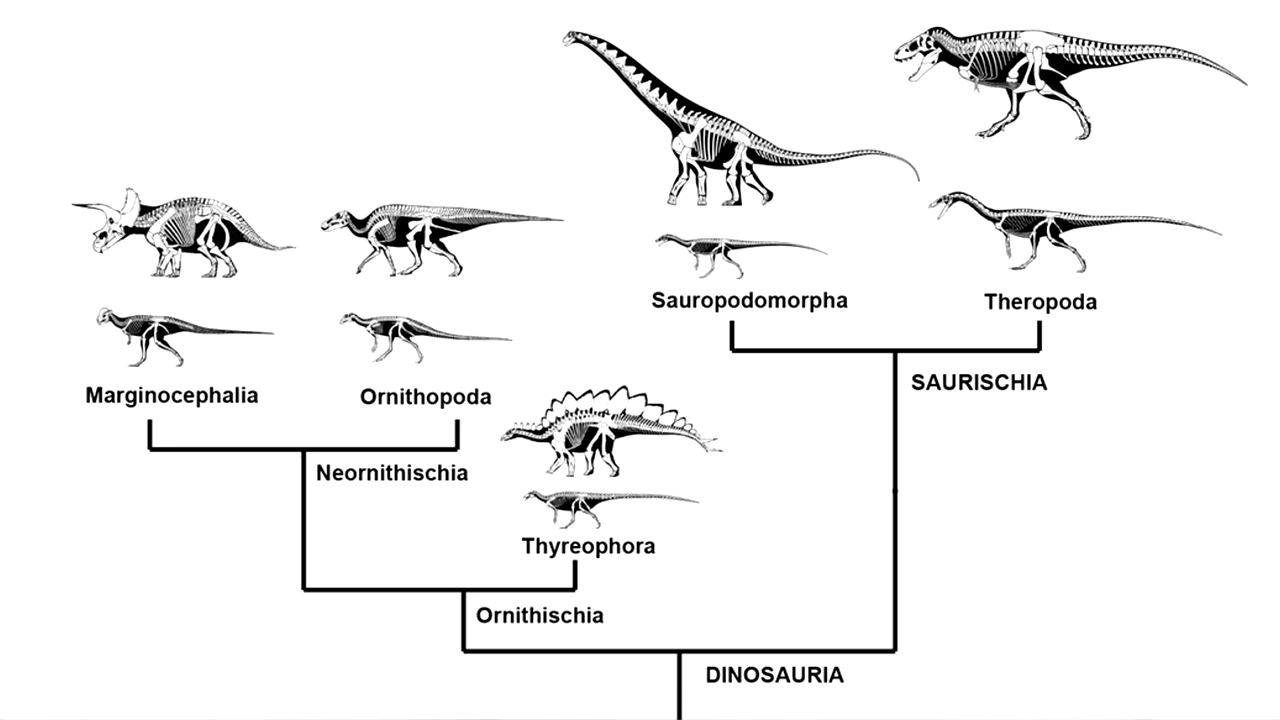 Sauropodomorpha
Theropoda
SAURISCHIA
Marginocephalia
Ornithopoda
Neornithischia
Thyreophora
Ornithischia
DINOSAURIA